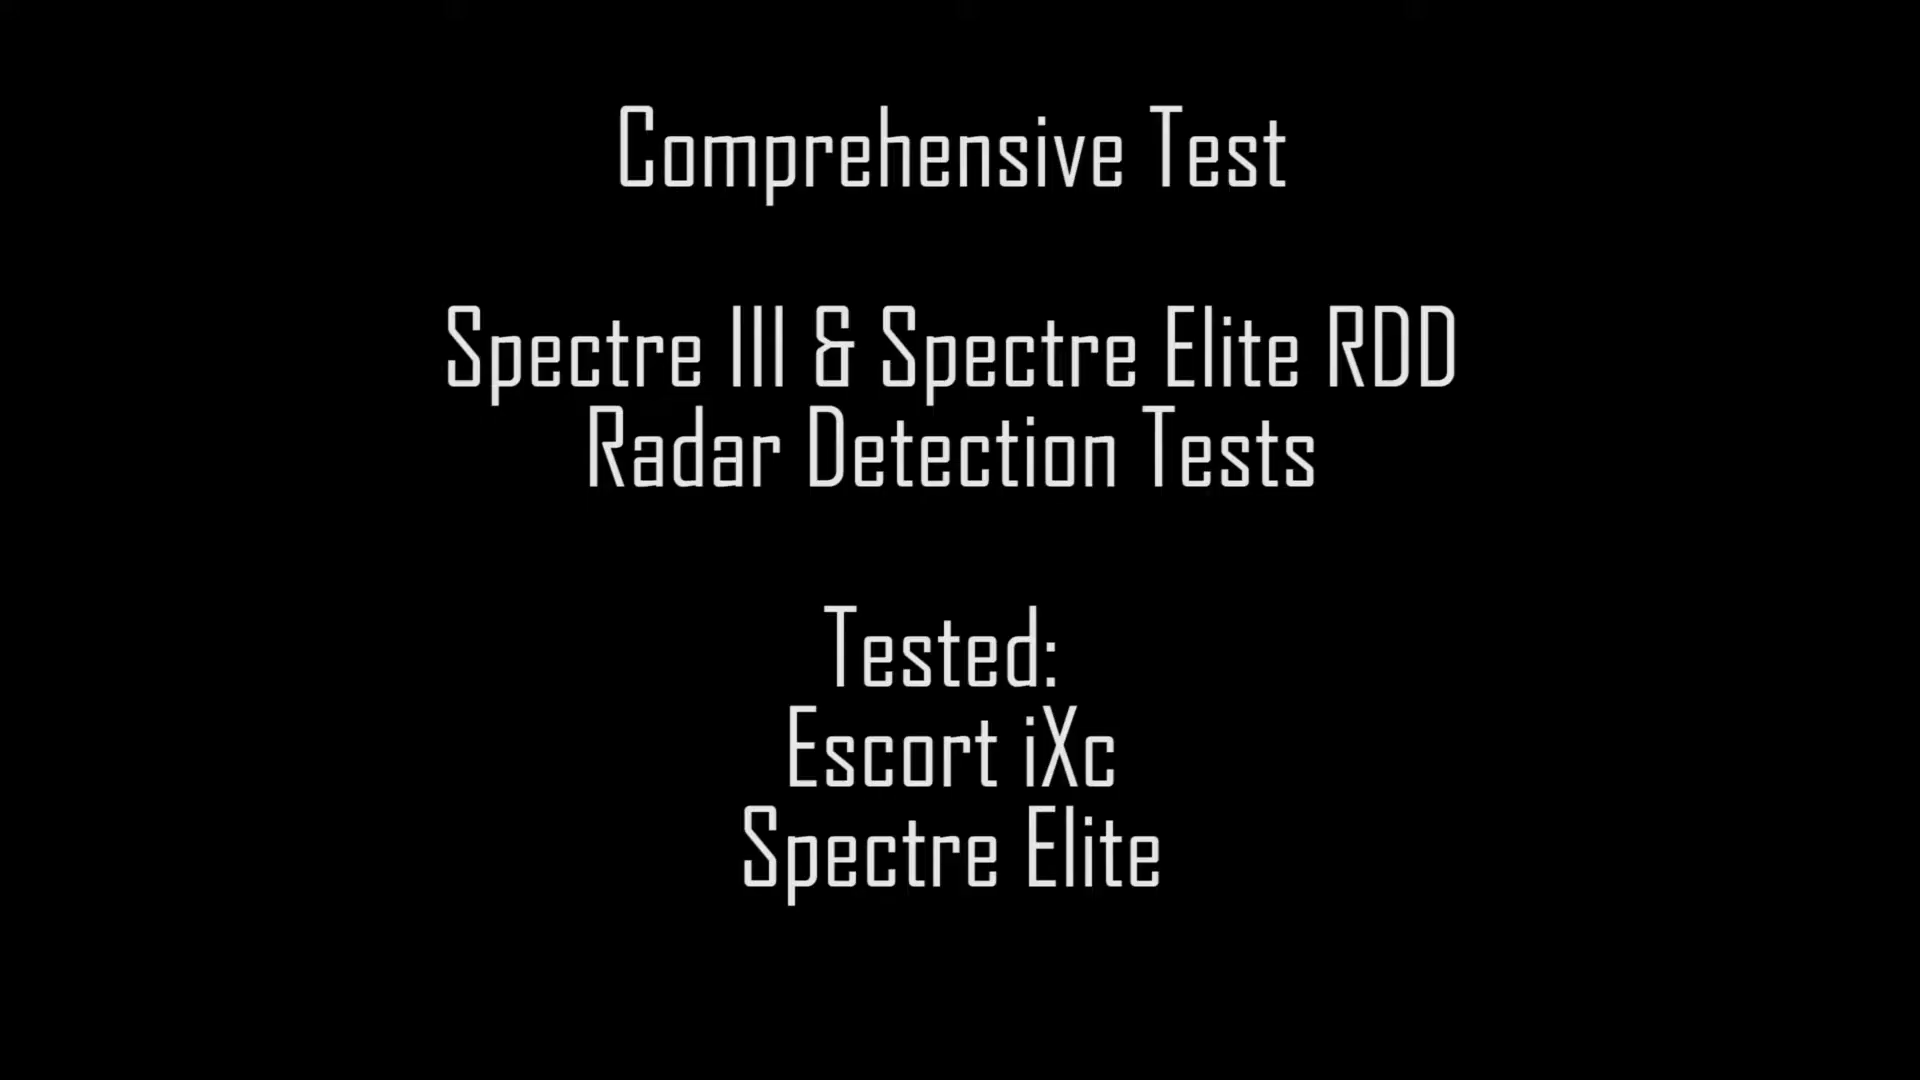 Comprehensive Test
Spectre III & Spectre Elite RDD
Radar Detection Tests
Tested:
Escort iXc
Spectre Elite